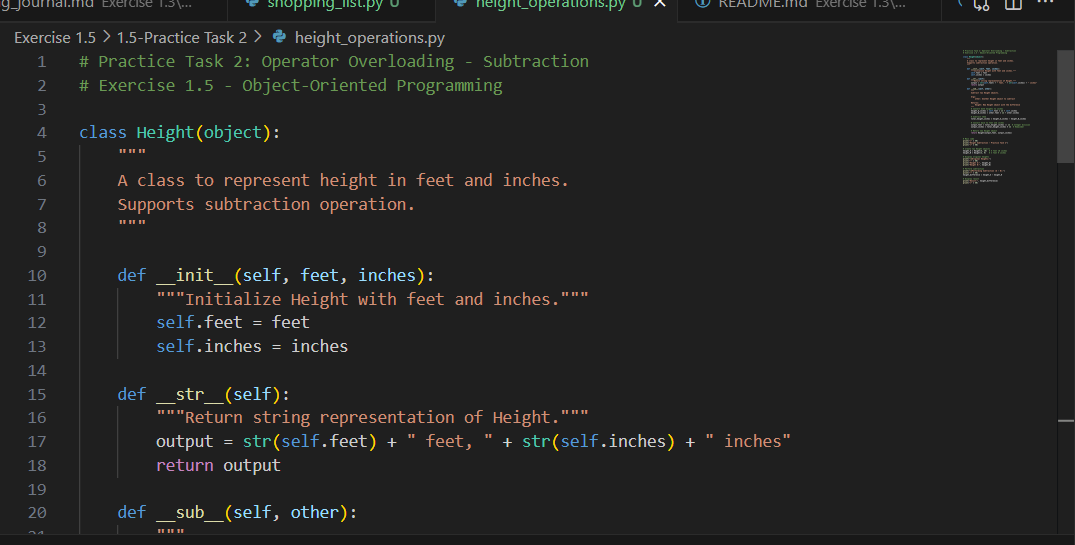 g_journal.md Exercise 1.3\... shopping_list.py U height_operations.py U README.md Exercise 1.3\...
Exercise 1.5 > 1.5-Practice Task 2 > height_operations.py
1 # Practice Task 2: Operator Overloading - Subtraction
2 # Exercise 1.5 - Object-Oriented Programming
3
4 class Height(object):
5 """
6 A class to represent height in feet and inches.
7 Supports subtraction operation.
8 """
9
10 def __init__(self, feet, inches):
11 """Initialize Height with feet and inches."""
12 self.feet = feet
13 self.inches = inches
14
15 def __str__(self):
16 """Return string representation of Height."""
17 output = str(self.feet) + " feet, " + str(self.inches) + " inches"
18 return output
19
20 def __sub__(self, other):
21 """